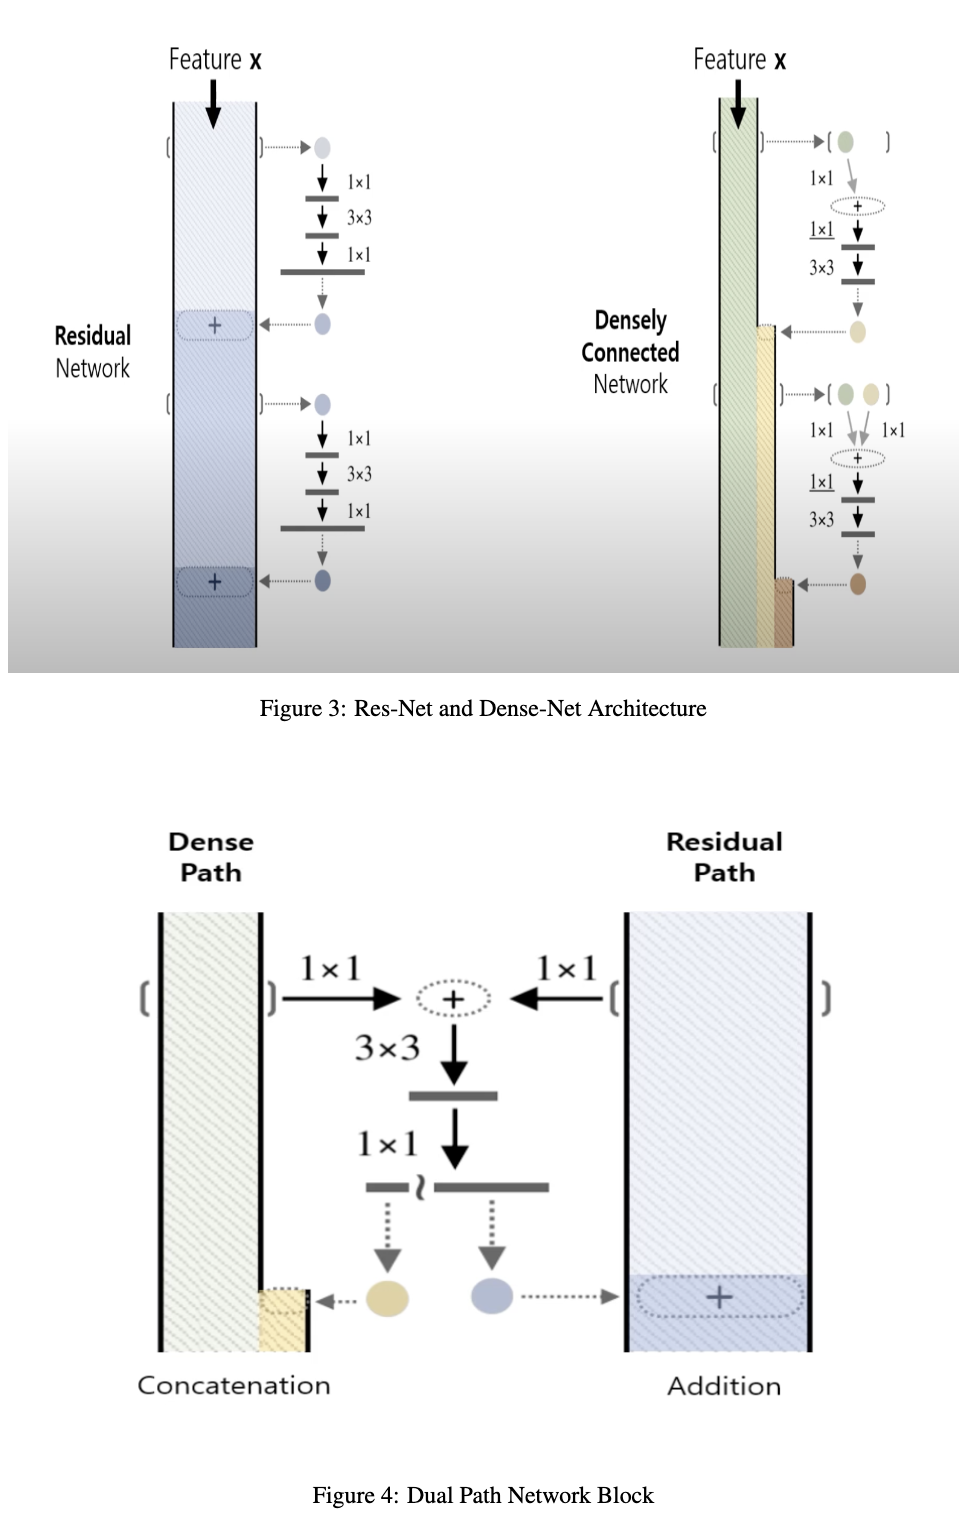 Feature x
1×1
3×3
1×1
+
Residual
Network
1×1
3×3
1×1
+
Feature x
1×1
+
1×1
3×3
Densely
Connected
Network
1×1 1×1
+
1×1
3×3
Figure 3: Res-Net and Dense-Net Architecture
Dense
Path
Residual
Path
1×1
1×1
+
3×3
1×1
+
Concatenation
Addition
Figure 4: Dual Path Network Block